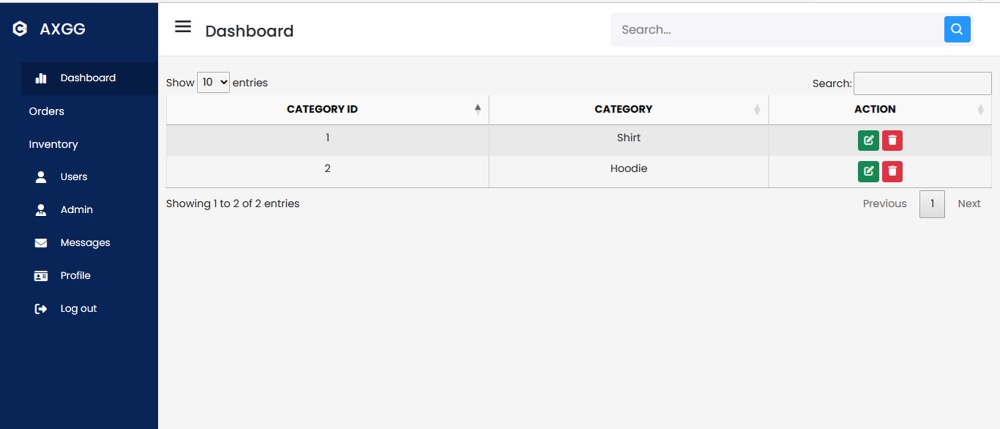 AXGG
Dashboard
Search...
Dashboard
Orders
Inventory
Users
Admin
Messages
Profile
Log out
Show 10 entries
Search:
CATEGORY ID CATEGORY ACTION
1 Shirt
2 Hoodie
Showing 1 to 2 of 2 entries
Previous 1 Next